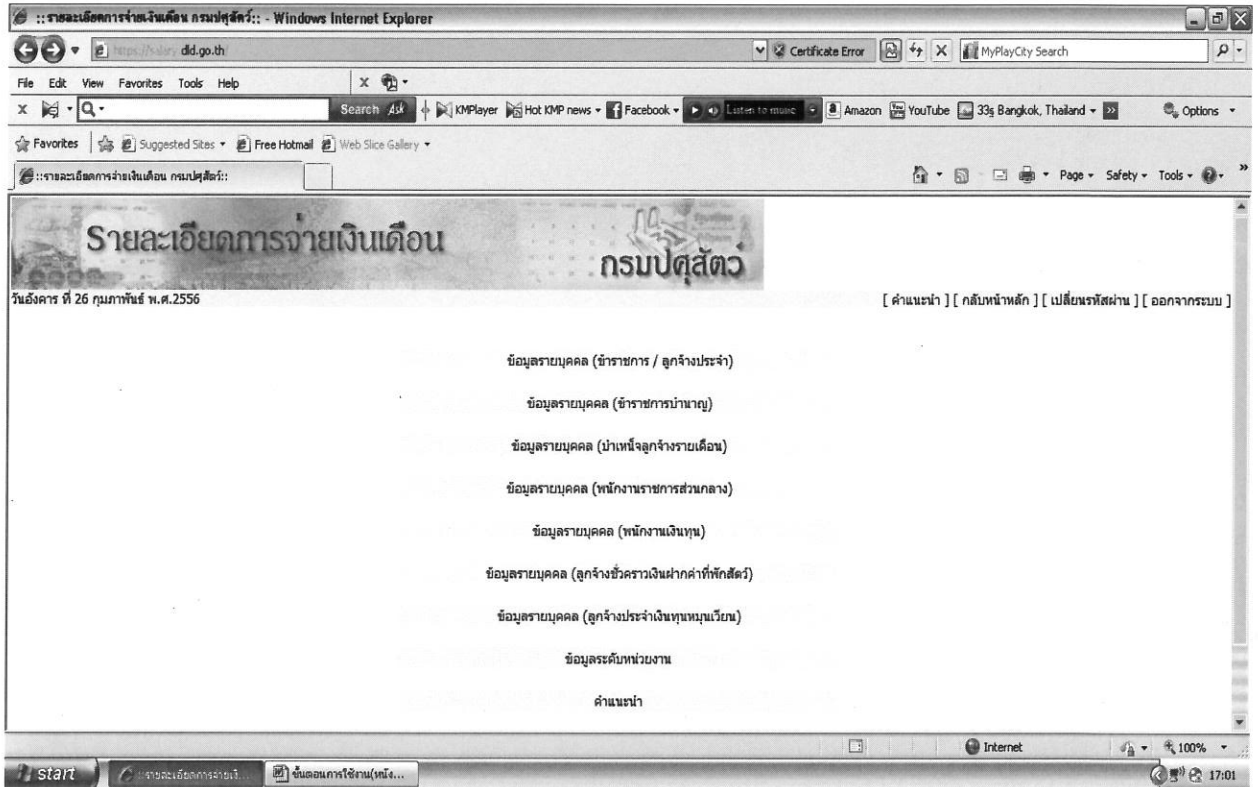 ::รายละเอียดการจ่ายเงินเดือน กรมปศุสัตว์:: - Windows Internet Explorer
https://salary.dld.go.th/ Certificate Error MyPlayCity Search
File Edit View Favorites Tools Help X
X Search Ask KMPlayer Hot KMP news Facebook Listen to music Amazon YouTube 33° Bangkok, Thailand Options
Favorites Suggested Sites Free Hotmail Web Slice Gallery
::รายละเอียดการจ่ายเงินเดือน กรมปศุสัตว์:: Page Safety Tools
รายละเอียดการจ่ายเงินเดือน
กรมปศุสัตว์
วันอังคาร ที่ 26 กุมภาพันธ์ พ.ศ.2556 [ คำแนะนำ ] [ กลับหน้าหลัก ] [ เปลี่ยนรหัสผ่าน ] [ ออกจากระบบ ]
ข้อมูลรายบุคคล (ข้าราชการ / ลูกจ้างประจำ)
ข้อมูลรายบุคคล (ข้าราชการบำนาญ)
ข้อมูลรายบุคคล (บำเหน็จลูกจ้างรายเดือน)
ข้อมูลรายบุคคล (พนักงานราชการส่วนกลาง)
ข้อมูลรายบุคคล (พนักงานเงินทุน)
ข้อมูลรายบุคคล (ลูกจ้างชั่วคราวเงินฝากค่าที่พักสัตว์)
ข้อมูลรายบุคคล (ลูกจ้างประจำเงินทุนหมุนเวียน)
ข้อมูลระดับหน่วยงาน
คำแนะนำ
Internet 100%
start ::รายละเอียดการจ่ายเงิ... ขั้นตอนการใช้งาน(หนัง... 17:01